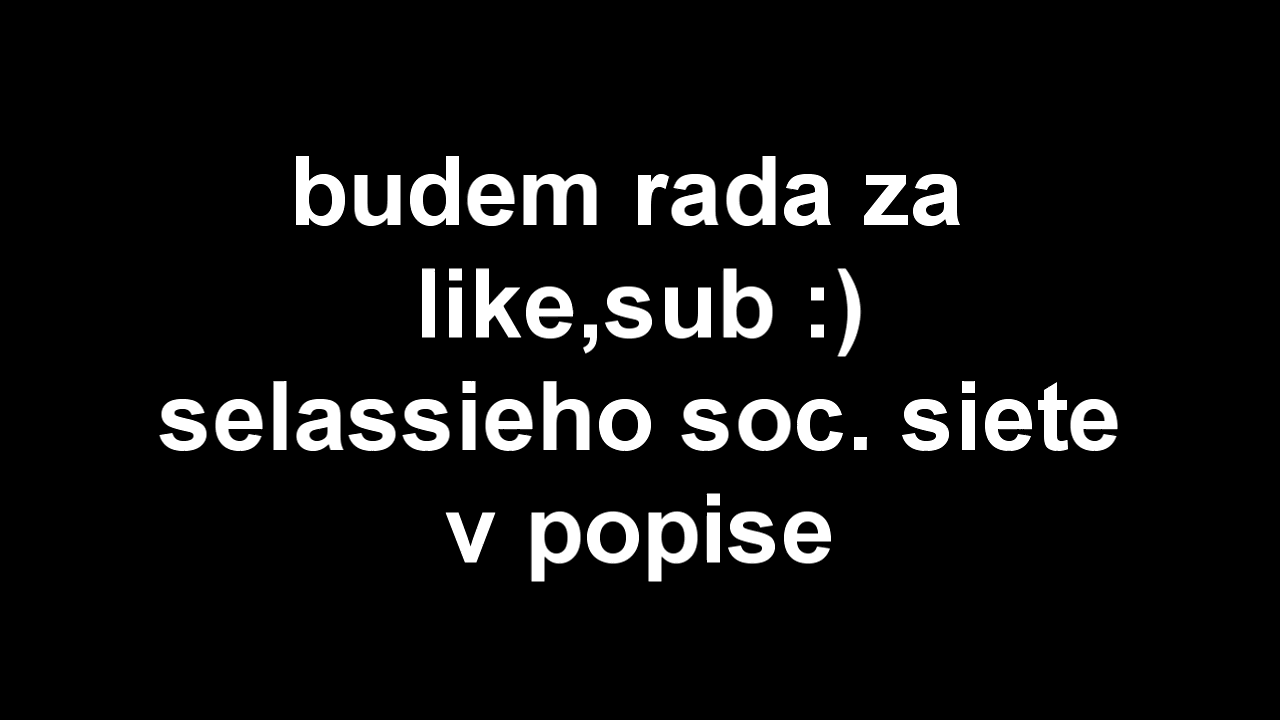 budem rada za
like,sub :)
selassieho soc. siete
v popise